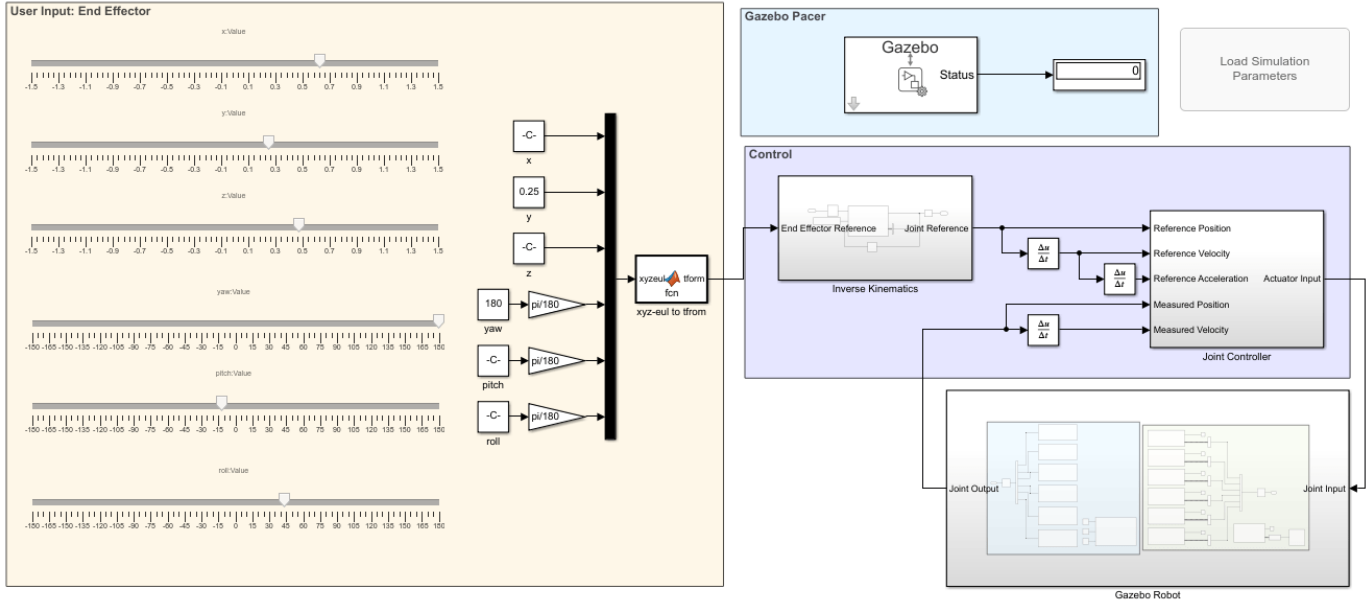 User Input: End Effector
x:Value
-1.5 -1.3 -1.1 -0.9 -0.7 -0.5 -0.3 -0.1 0.1 0.3 0.5 0.7 0.9 1.1 1.3 1.5
y:Value
-1.5 -1.3 -1.1 -0.9 -0.7 -0.5 -0.3 -0.1 0.1 0.3 0.5 0.7 0.9 1.1 1.3 1.5
z:Value
-1.5 -1.3 -1.1 -0.9 -0.7 -0.5 -0.3 -0.1 0.1 0.3 0.5 0.7 0.9 1.1 1.3 1.5
yaw:Value
-150 -165 -150 -135 -120 -105 -90 -75 -60 -45 -30 -15 0 15 30 45 60 75 90 105 120 135 150
pitch:Value
-150 -165 -150 -135 -120 -105 -90 -75 -60 -45 -30 -15 0 15 30 45 60 75 90 105 120 135 150
roll:Value
-150 -165 -150 -135 -120 -105 -90 -75 -60 -45 -30 -15 0 15 30 45 60 75 90 105 120 135 150
-C-
x
0.25
y
-C-
z
180
pi/180
yaw
-C-
pi/180
pitch
-C-
pi/180
roll
xyzeul tform
fcn
xyz-eul to tfrom
Gazebo Pacer
Gazebo
Status
0
Load Simulation
Parameters
Control
End Effector Reference
Joint Reference
Inverse Kinematics
Δu
Δt
Δu
Δt
Δu
Δt
Reference Position
Reference Velocity
Reference Acceleration
Actuator Input
Measured Position
Measured Velocity
Joint Controller
Joint Output
Joint Input
Gazebo Robot